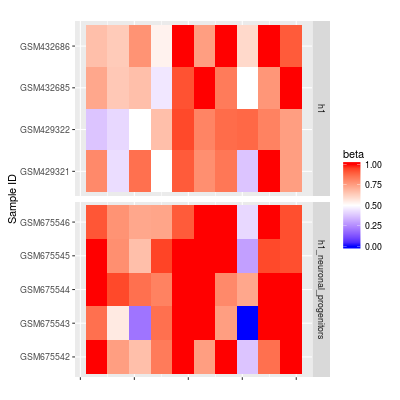 Sample ID
GSM432686
GSM432685
GSM429322
GSM429321
h1
GSM675546
GSM675545
GSM675544
GSM675543
GSM675542
h1_neuronal_progenitors
beta
1.00
0.75
0.50
0.25
0.00